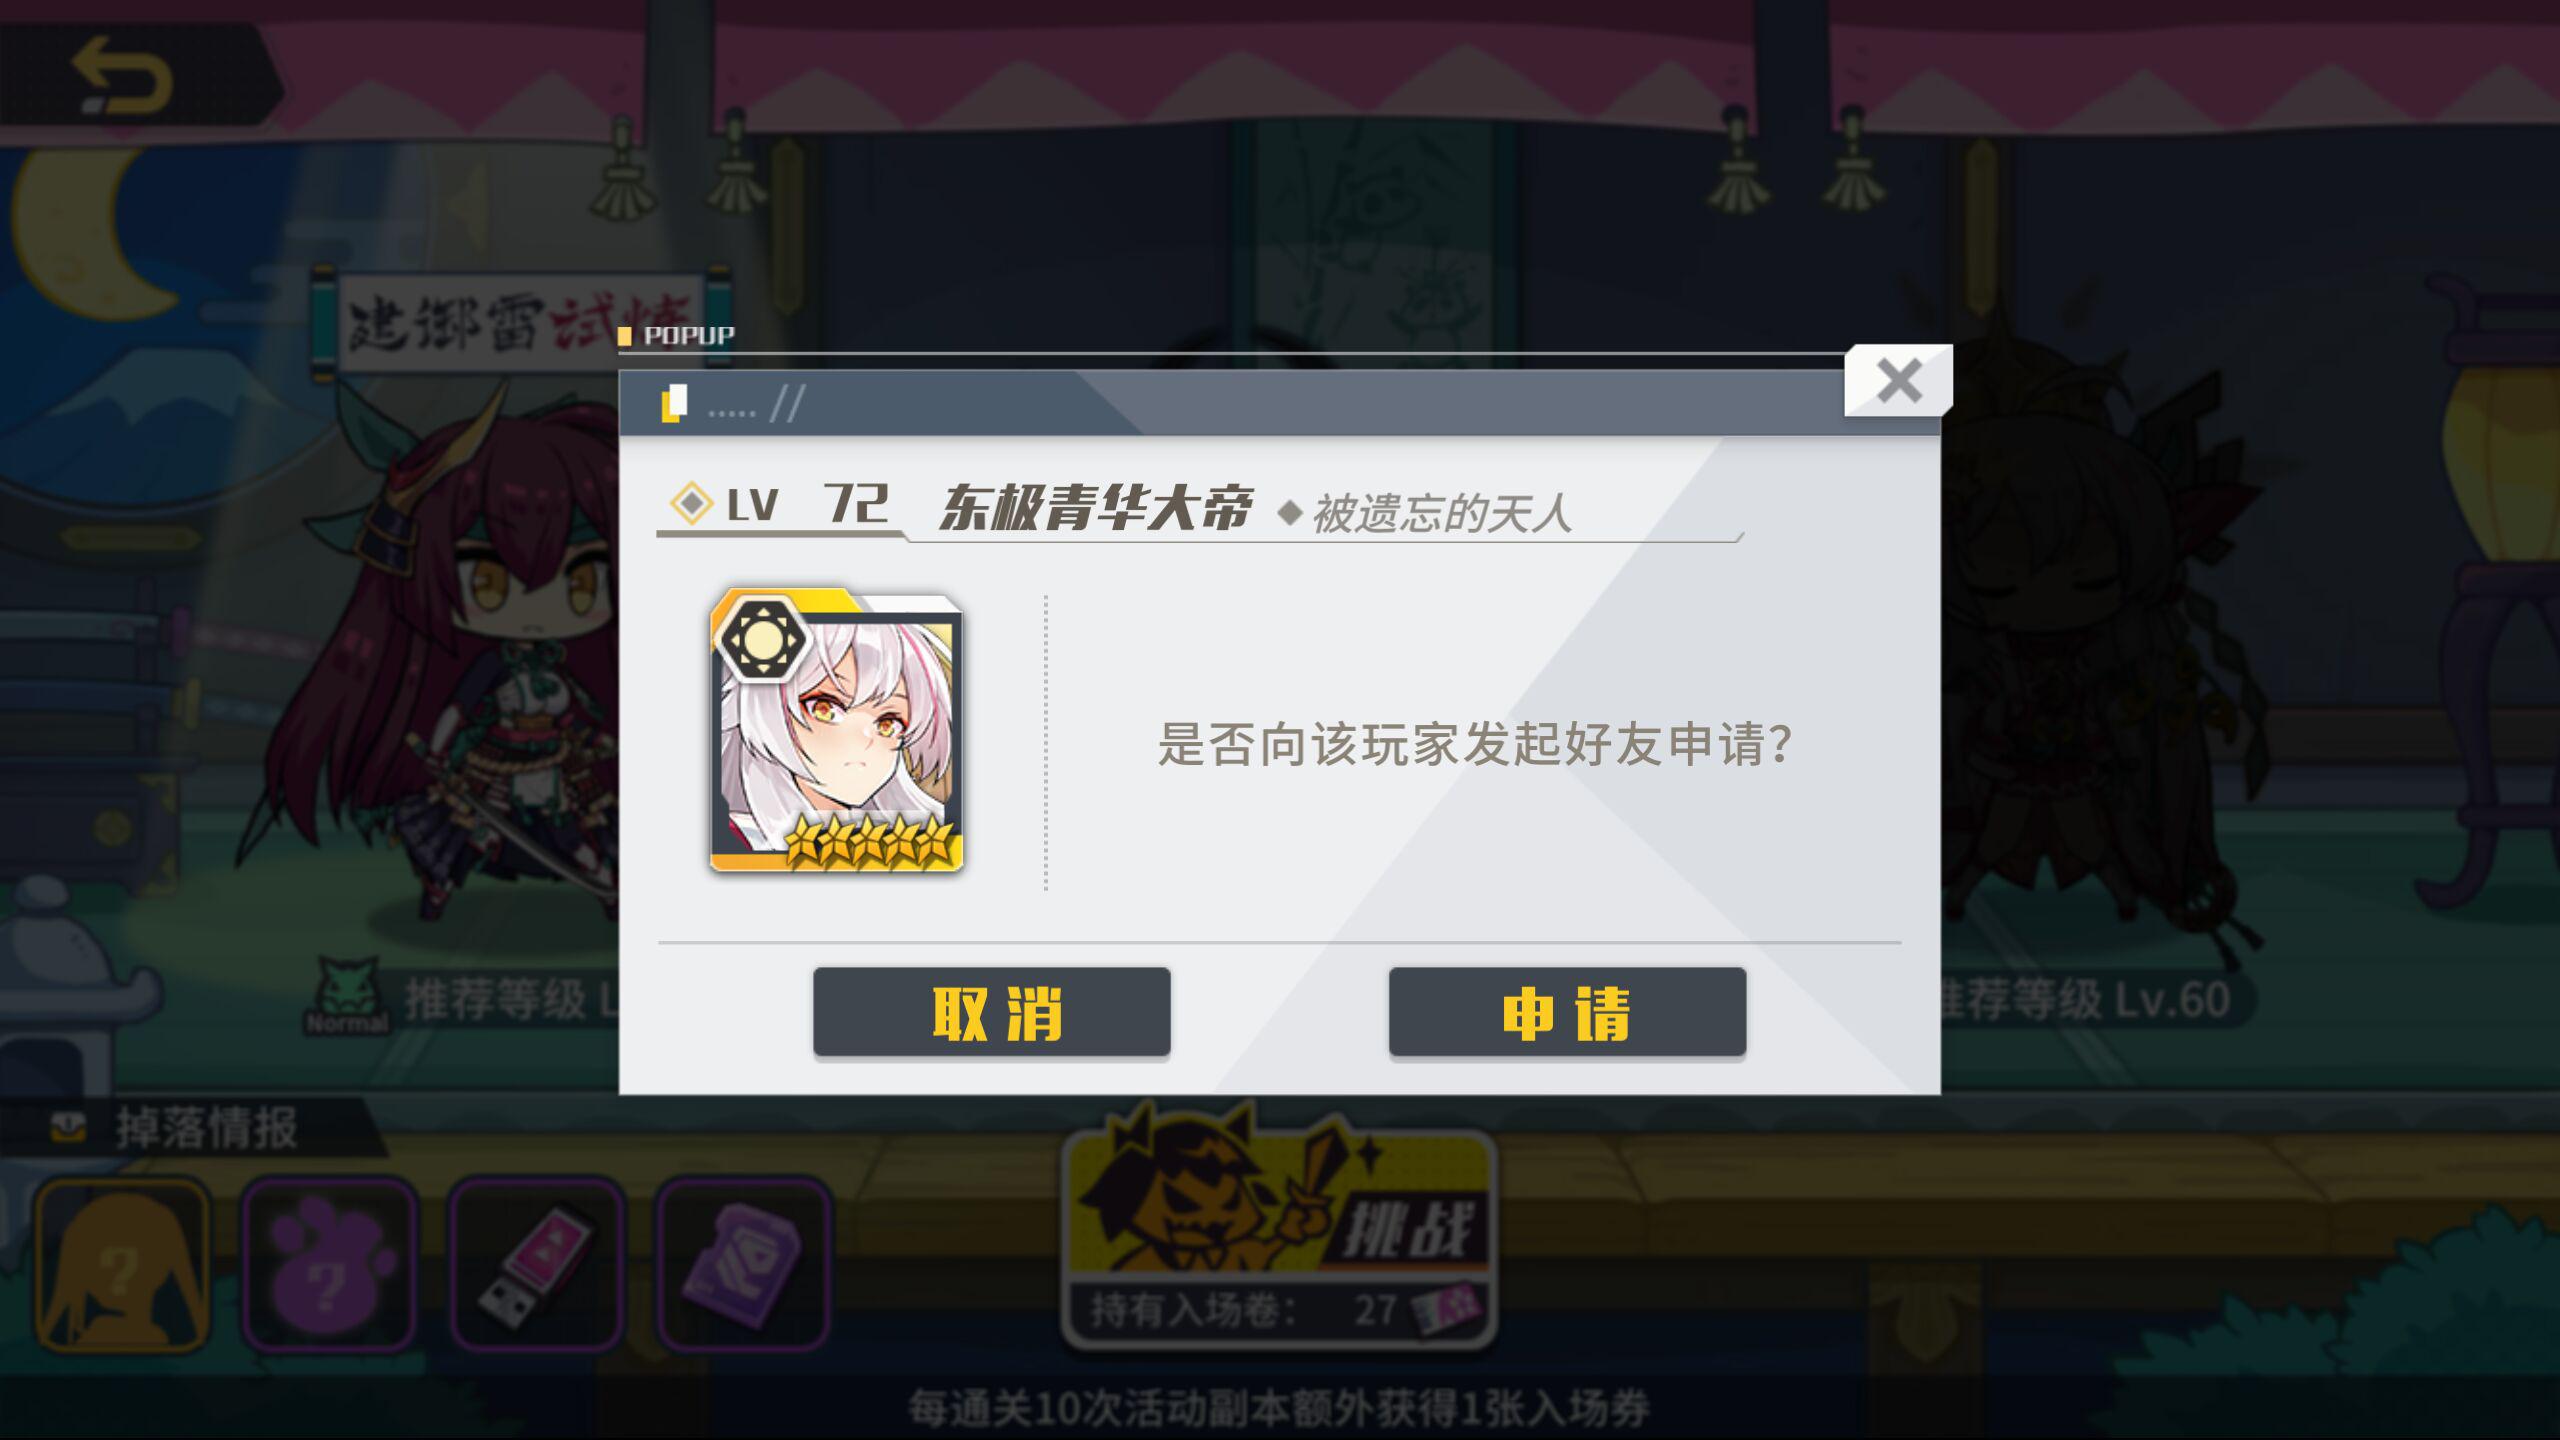 建御雷试炼
POPUP
..... //
LV 72 东极青华大帝 ◆被遗忘的天人
是否向该玩家发起好友申请?
取消
申请
Normal
推荐等级 L
推荐等级 Lv.60
掉落情报
?
?
挑战
持有入场卷: 27
每通关10次活动副本额外获得1张入场券